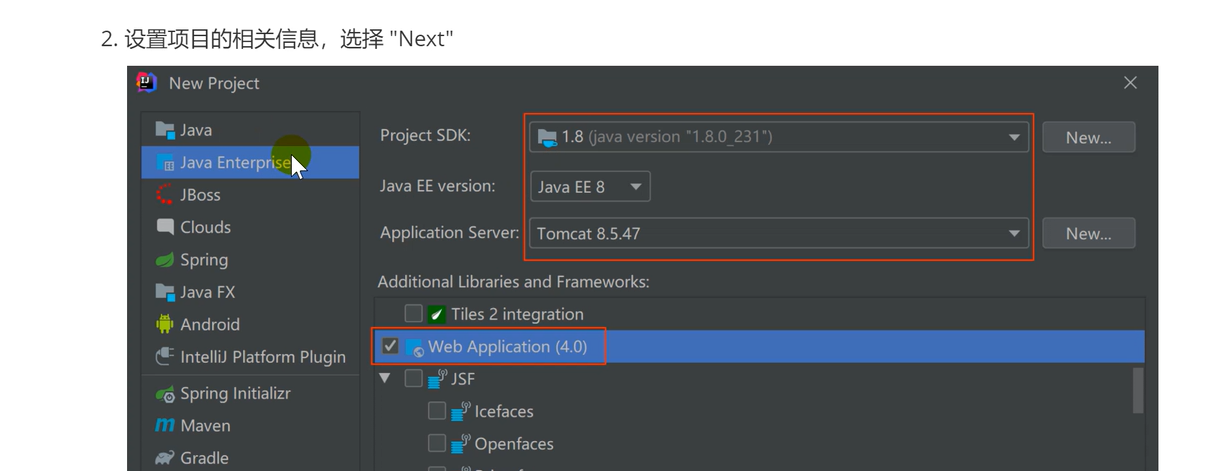 2. 设置项目的相关信息，选择 "Next"
New Project
Java
Java Enterprise
JBoss
Clouds
Spring
Java FX
Android
IntelliJ Platform Plugin
Spring Initializr
Maven
Gradle
Project SDK: 1.8 (java version "1.8.0_231") New...
Java EE version: Java EE 8
Application Server: Tomcat 8.5.47 New...
Additional Libraries and Frameworks:
Tiles 2 integration
Web Application (4.0)
JSF
Icefaces
Openfaces